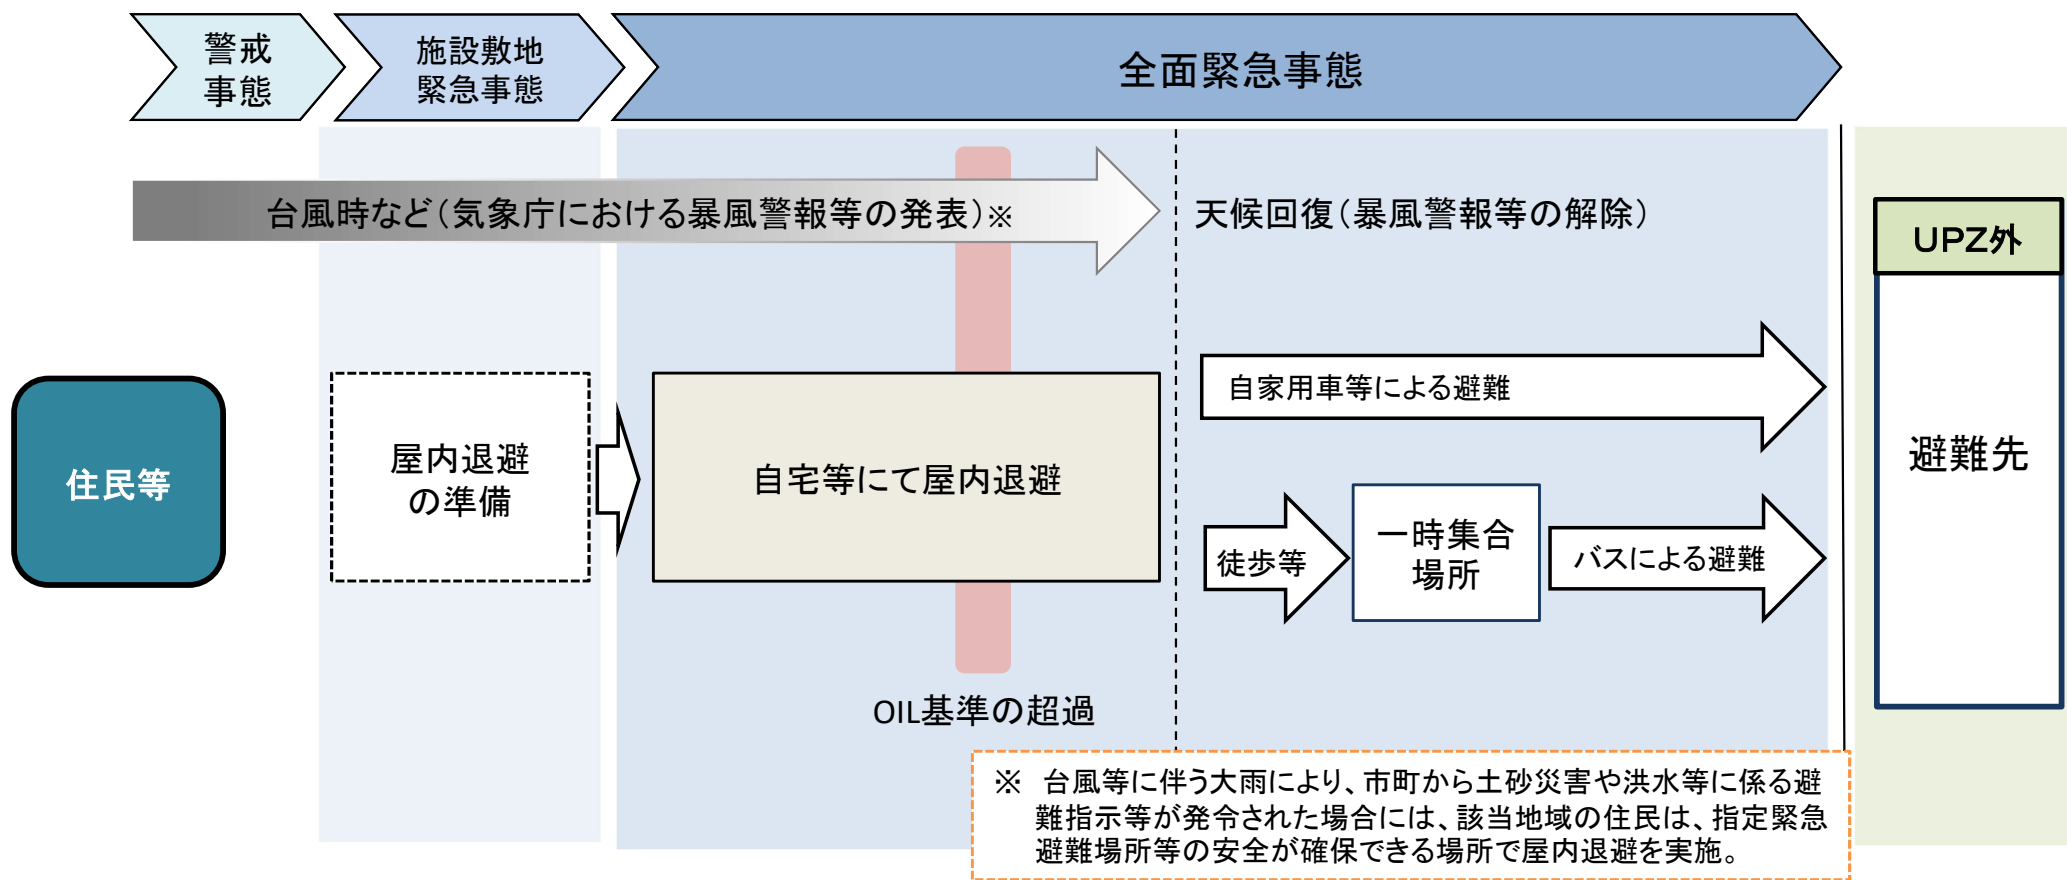 警戒
事態
施設敷地
緊急事態
全面緊急事態
台風時など（気象庁における暴風警報等の発表）※
天候回復（暴風警報等の解除）
UPZ外
住民等
屋内退避
の準備
自宅等にて屋内退避
自家用車等による避難
徒歩等
一時集合
場所
バスによる避難
避難先
OIL基準の超過
※　台風等に伴う大雨により、市町から土砂災害や洪水等に係る避
難指示等が発令された場合には、該当地域の住民は、指定緊急
避難場所等の安全が確保できる場所で屋内退避を実施。